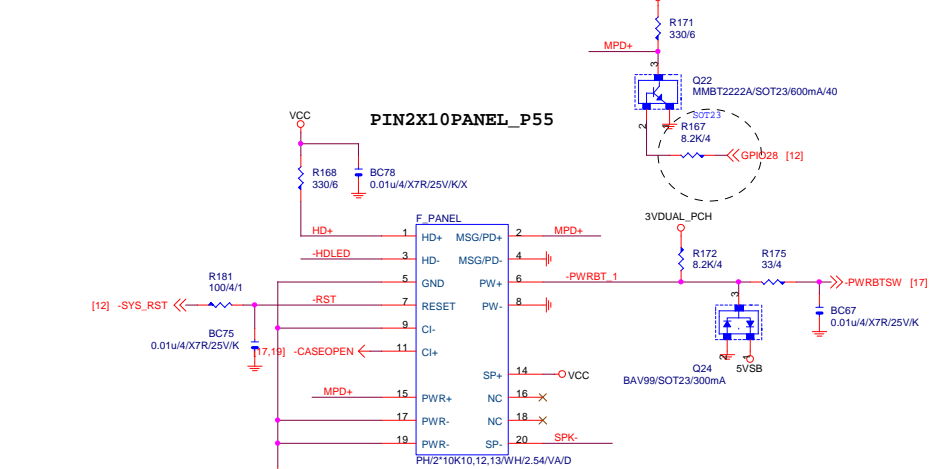 R171
330/6
MPD+
3
Q22
MMBT2222A/SOT23/600mA/40
SOT23
2
R167
8.2K/4
GPIO28 [12]
VCC
PIN2X10PANEL_P55
R168
330/6
BC78
0.01u/4/X7R/25V/K/X
3VDUAL_PCH
F_PANEL
HD+ 1 HD+ MSG/PD+ 2 MPD+
-HDLED 3 HD- MSG/PD- 4
R172
8.2K/4
R175
33/4
5 GND PW+ 6 -PWRBT_1
-PWRBTSW [17]
R181
100/4/1
[12] -SYS_RST
-RST 7 RESET PW- 8
3
BC67
0.01u/4/X7R/25V/K
9 CI-
BC75
0.01u/4/X7R/25V/K
17,19] -CASEOPEN 11 CI+
2 1
5VSB
Q24
BAV99/SOT23/300mA
SP+ 14 VCC
MPD+ 15 PWR+ NC 16
17 PWR- NC 18
19 PWR- SP- 20 SPK-
PH/2*10K10,12,13/WH/2.54/VA/D